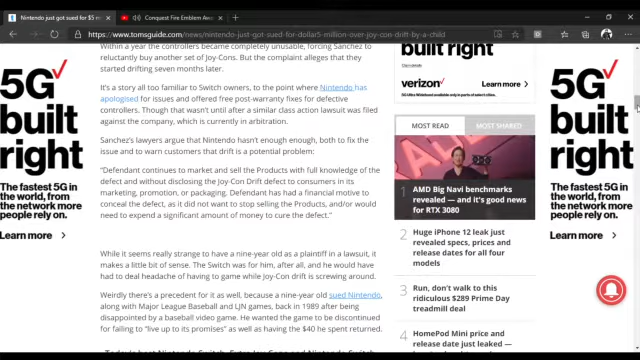 Nintendo just got sued for $5 m
Conquest Fire Emblem Awa
https://www.tomsguide.com/news/nintendo-just-got-sued-for-dollar5-million-over-joy-con-drift-by-a-child
Within a year the controllers became completely unusable, forcing Sanchez to
reluctantly buy another set of Joy-Cons. But the complaint alleges that they
started drifting seven months later.
It's a story all too familiar to Switch owners, to the point where Nintendo has
apologised for issues and offered free post-warranty fixes for defective
controllers. Though that wasn't until after a similar class action lawsuit was filed
against the company, which is currently in arbitration.
Sanchez's lawyers argue that Nintendo hasn't enough enough, both to fix the
issue and to warn customers that drift is a potential problem:
"Defendant continues to market and sell the Products with full knowledge of the
defect and without disclosing the Joy-Con Drift defect to consumers in its
marketing, promotion, or packaging. Defendant has had a financial motive to
conceal the defect, as it did not want to stop selling the Products, and/or would
need to expend a significant amount of money to cure the defect."
While it seems really strange to have a nine-year old as a plaintiff in a lawsuit, it
makes a little bit of sense. The Switch was for him, after all, and he would have
had to deal headache of having to game while Joy-Con drift is screwing around.
Weirdly there's a precedent for it as well, because a nine-year old sued Nintendo,
along with Major League Baseball and LJN games, back in 1989 after being
disappointed by a baseball video game. He wanted the game to be discontinued
for failing to "live up to its promises" as well as having the $40 he spent returned.
5G
built
right
The fastest 5G in
the world, from
the network more
people rely on.
Learn more
built right
verizon
Learn more
MOST READ
MOST SHARED
1 AMD Big Navi benchmarks
revealed — and it's good news
for RTX 3080
2 Huge iPhone 12 leak just
revealed specs, prices and
release dates for all four
models
3 Run, don't walk to this
ridiculous $289 Prime Day
treadmill deal
4 HomePod Mini price and
release date just leaked —
5G
built
right
The fastest 5G in
the world, from
the network more
people rely on.
Learn more